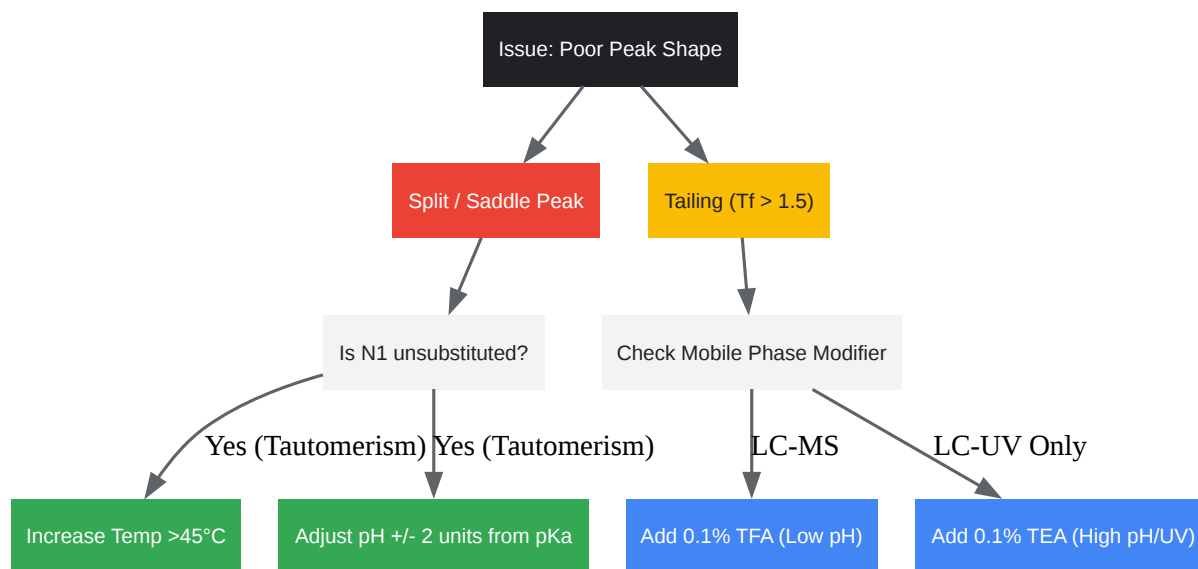 Issue: Poor Peak Shape
Split / Saddle Peak
Tailing (Tf > 1.5)
Is N1 unsubstituted?
Check Mobile Phase Modifier
Yes (Tautomerism)
Yes (Tautomerism)
LC-MS
LC-UV Only
Increase Temp >45°C
Adjust pH +/- 2 units from pKa
Add 0.1% TFA (Low pH)
Add 0.1% TEA (High pH/UV)